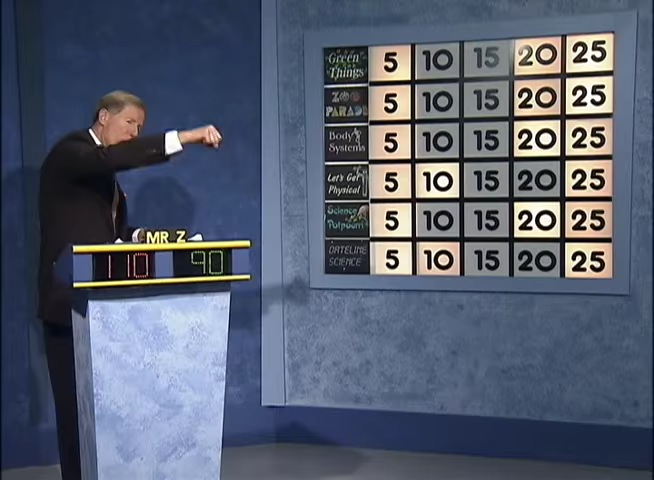 Green Things 5 10 15 20 25
ZOO PARADE 5 10 15 20 25
Body Systems 5 10 15 20 25
Let's Get Physical 5 10 15 20 25
Science Potpourri 5 10 15 20 25
DATELINE SCIENCE 5 10 15 20 25
MR. Z
110 90